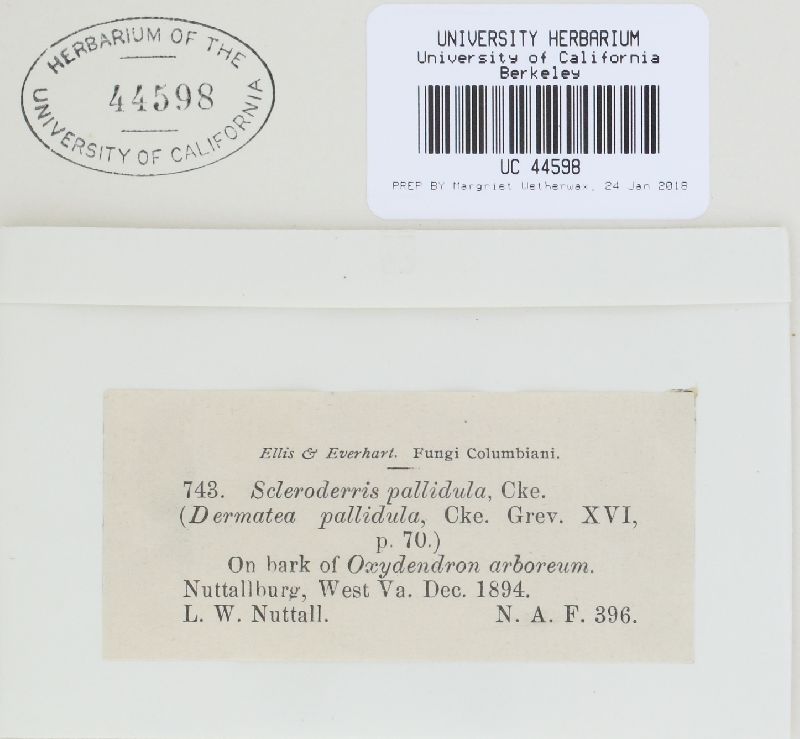 HERBARIUM OF THE
44598
UNIVERSITY OF CALIFORNIA
UNIVERSITY HERBARIUM
University of California
Berkeley
UC 44598
PREP BY Margriet Wetherwax, 24 Jan 2018
Ellis & Everhart. Fungi Columbiani.
743. Scleroderris pallidula, Cke.
(Dermatea pallidula, Cke. Grev. XVI,
p. 70.)
On bark of Oxydendron arboreum.
Nuttallburg, West Va. Dec. 1894.
L. W. Nuttall. N. A. F. 396.